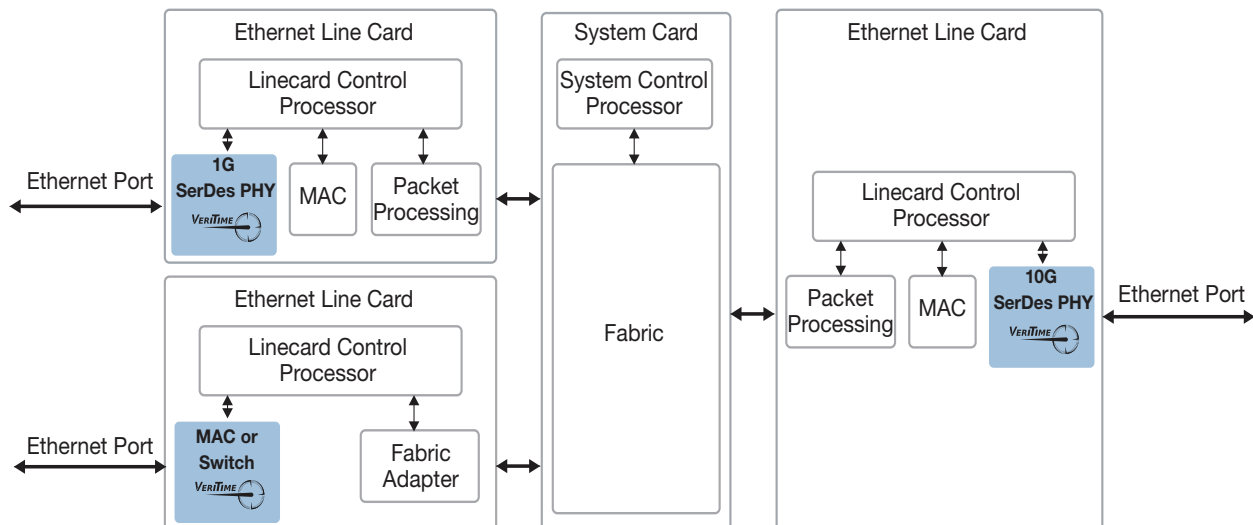 Ethernet Line Card
Linecard Control
Processor
1G
SerDes PHY
VERITIME
MAC
Packet
Processing
Ethernet Port
Ethernet Line Card
Linecard Control
Processor
MAC or
Switch
VERITIME
Fabric
Adapter
Ethernet Port
System Card
System Control
Processor
Fabric
Ethernet Line Card
Linecard Control
Processor
Packet
Processing
MAC
10G
SerDes PHY
VERITIME
Ethernet Port